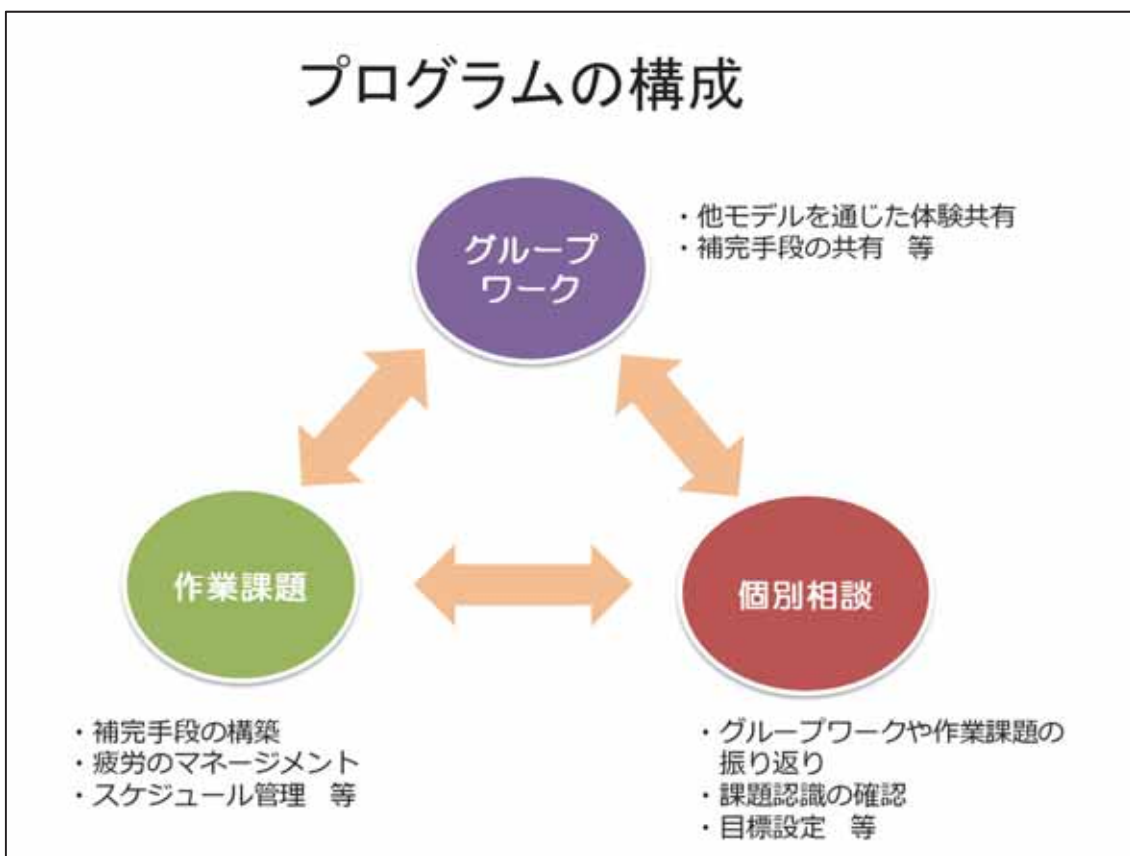 プログラムの構成
グループ
ワーク
・他モデルを通じた体験共有
・補完手段の共有　等
作業課題
個別相談
・補完手段の構築
・疲労のマネージメント
・スケジュール管理　等
・グループワークや作業課題の
振り返り
・課題認識の確認
・目標設定　等